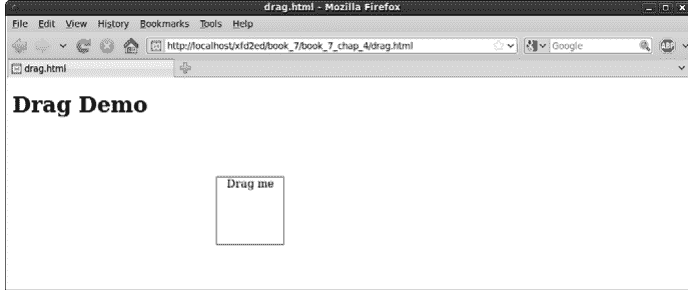 drag.html - Mozilla Firefox
File Edit View History Bookmarks Tools Help
http://localhost/xfd2ed/book_7/book_7_chap_4/drag.html Google ABP
drag.html
Drag Demo
Drag me